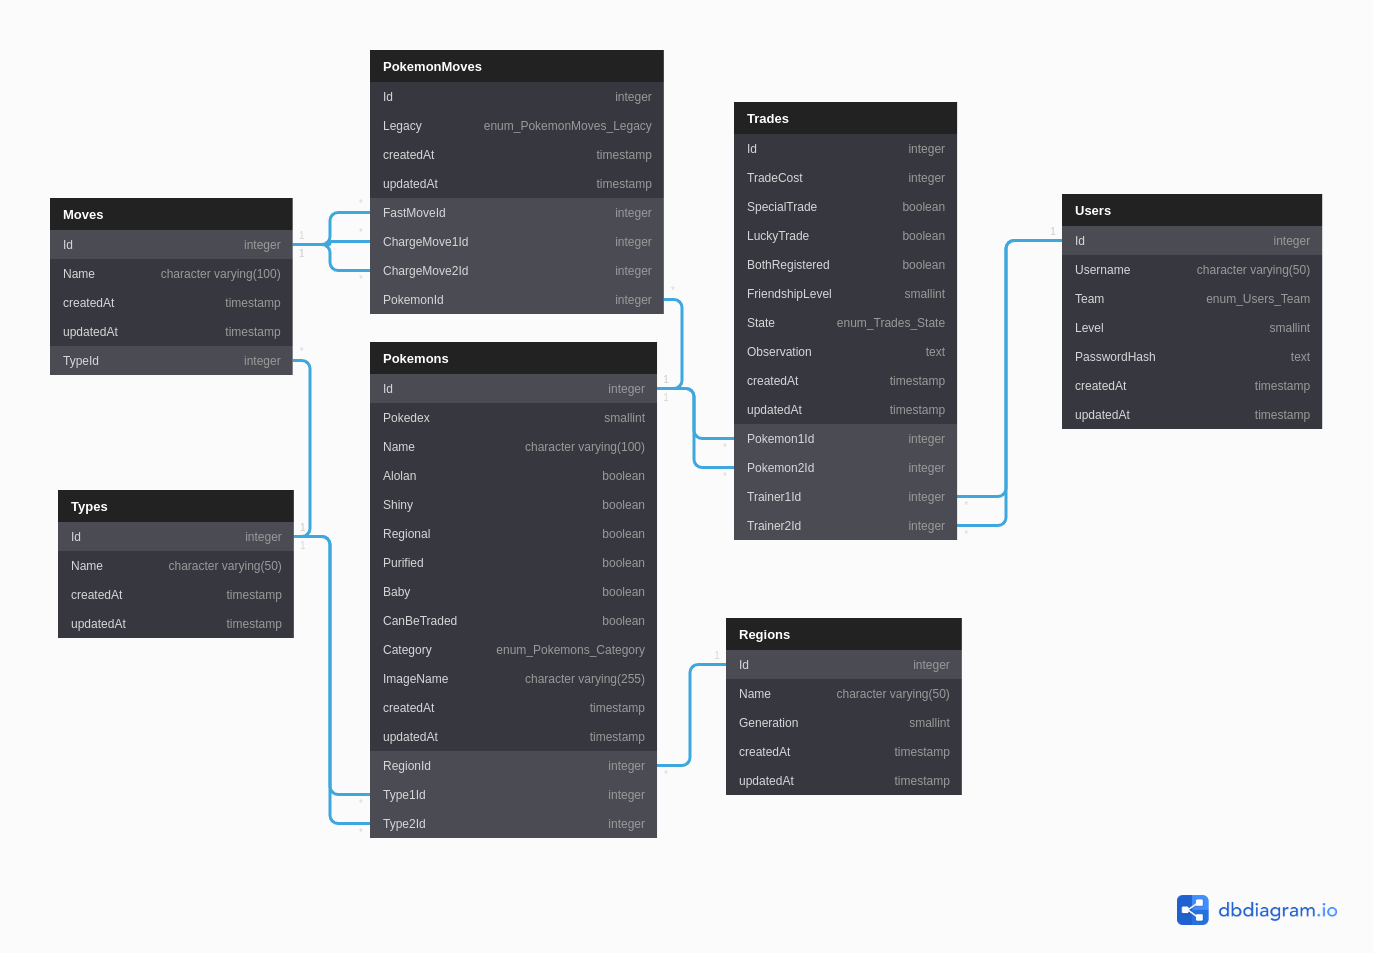 PokemonMoves
Id integer
Legacy enum_PokemonMoves_Legacy
createdAt timestamp
updatedAt timestamp
FastMoveId integer
ChargeMove1Id integer
ChargeMove2Id integer
PokemonId integer
Moves
Id integer
Name character varying(100)
createdAt timestamp
updatedAt timestamp
TypeId integer
Types
Id integer
Name character varying(50)
createdAt timestamp
updatedAt timestamp
Pokemons
Id integer
Pokedex smallint
Name character varying(100)
Alolan boolean
Shiny boolean
Regional boolean
Purified boolean
Baby boolean
CanBeTraded boolean
Category enum_Pokemons_Category
ImageName character varying(255)
createdAt timestamp
updatedAt timestamp
RegionId integer
Type1Id integer
Type2Id integer
Trades
Id integer
TradeCost integer
SpecialTrade boolean
LuckyTrade boolean
BothRegistered boolean
FriendshipLevel smallint
State enum_Trades_State
Observation text
createdAt timestamp
updatedAt timestamp
Pokemon1Id integer
Pokemon2Id integer
Trainer1Id integer
Trainer2Id integer
Regions
Id integer
Name character varying(50)
Generation smallint
createdAt timestamp
updatedAt timestamp
Users
Id integer
Username character varying(50)
Team enum_Users_Team
Level smallint
PasswordHash text
createdAt timestamp
updatedAt timestamp
1
1
*
*
*
*
*
1
1
1
1
*
*
*
*
1
*
*
1
*
dbdiagram.io